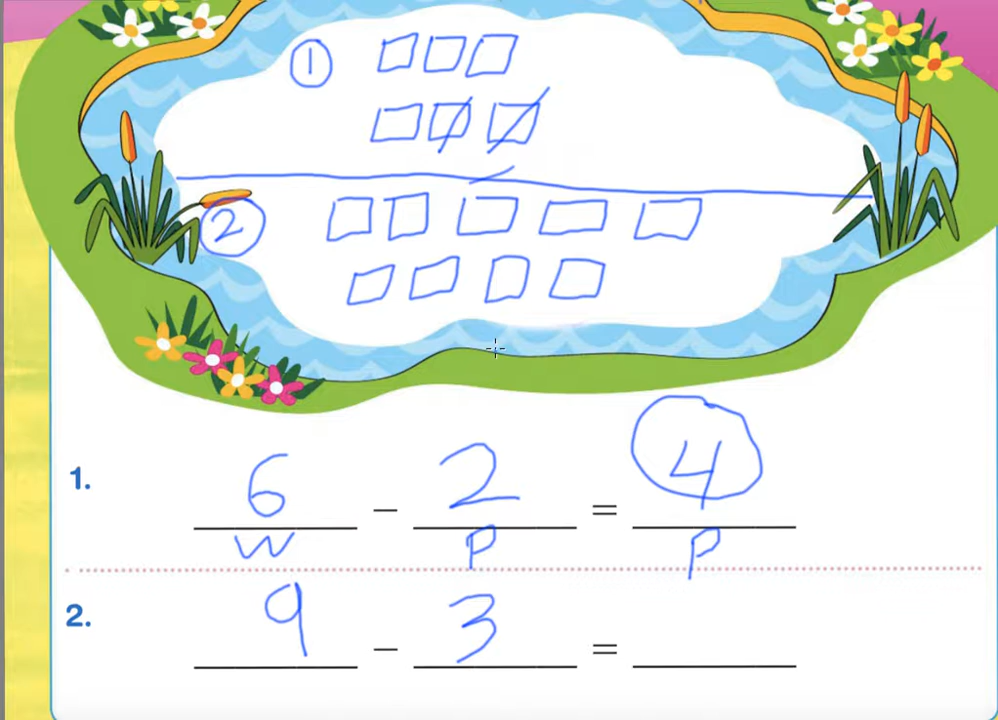 ①
②
1. 6 - 2 = 4
W P P
2. 9 - 3 =